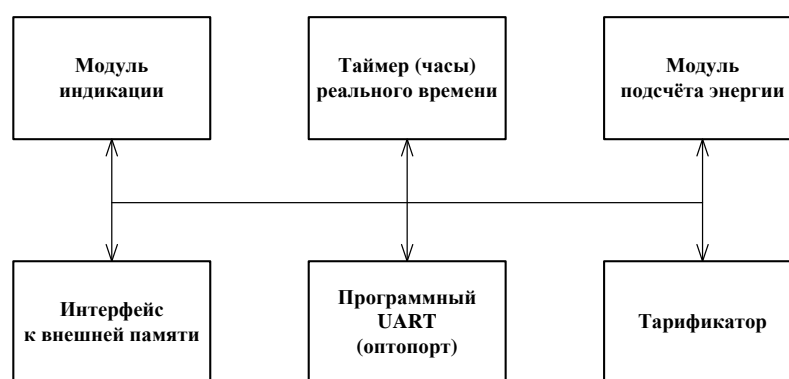 Модуль
индикации
Таймер (часы)
реального времени
Модуль
подсчёта энергии
Интерфейс
к внешней памяти
Программный
UART
(оптопорт)
Тарификатор